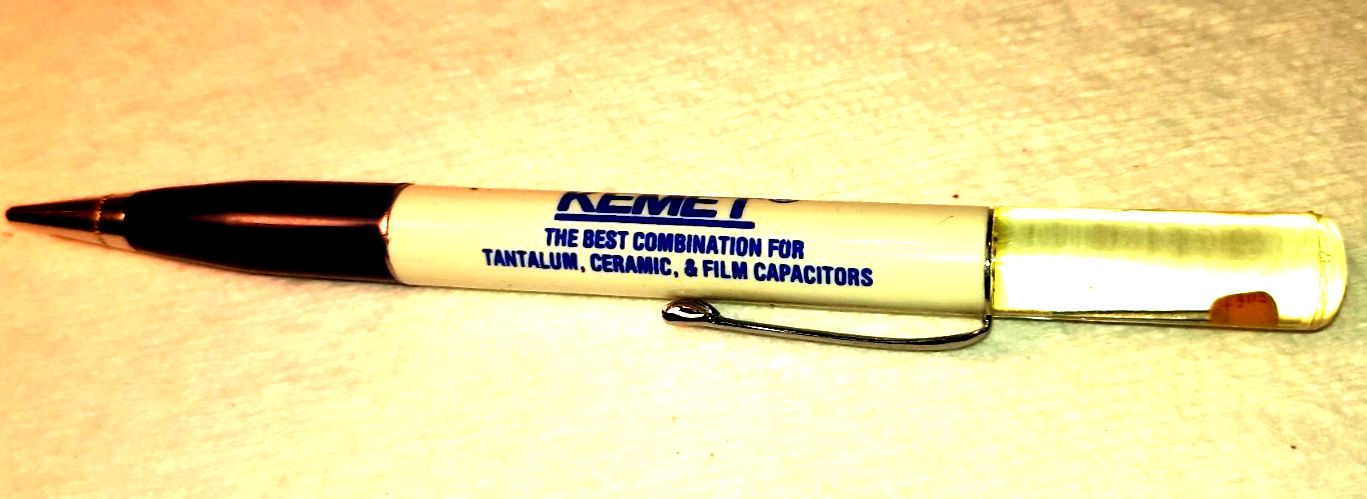 KEMET
THE BEST COMBINATION FOR
TANTALUM, CERAMIC, & FILM CAPACITORS